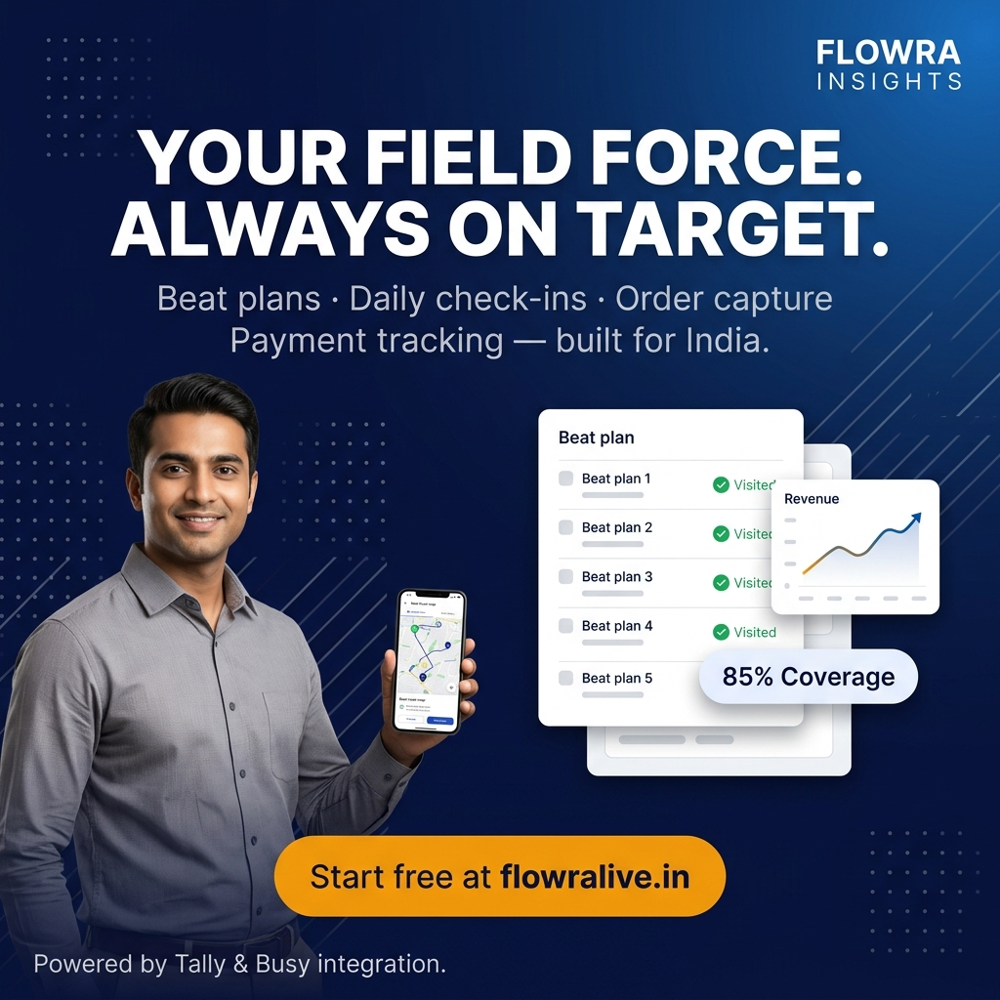 FLOWRA
INSIGHTS
YOUR FIELD FORCE.
ALWAYS ON TARGET.
Beat plans · Daily check-ins · Order capture
Payment tracking — built for India.
Beat plan
Beat plan 1 Visited
Beat plan 2 Visited
Beat plan 3 Visited
Beat plan 4 Visited
Beat plan 5
Revenue
85% Coverage
Start free at flowralive.in
Powered by Tally & Busy integration.